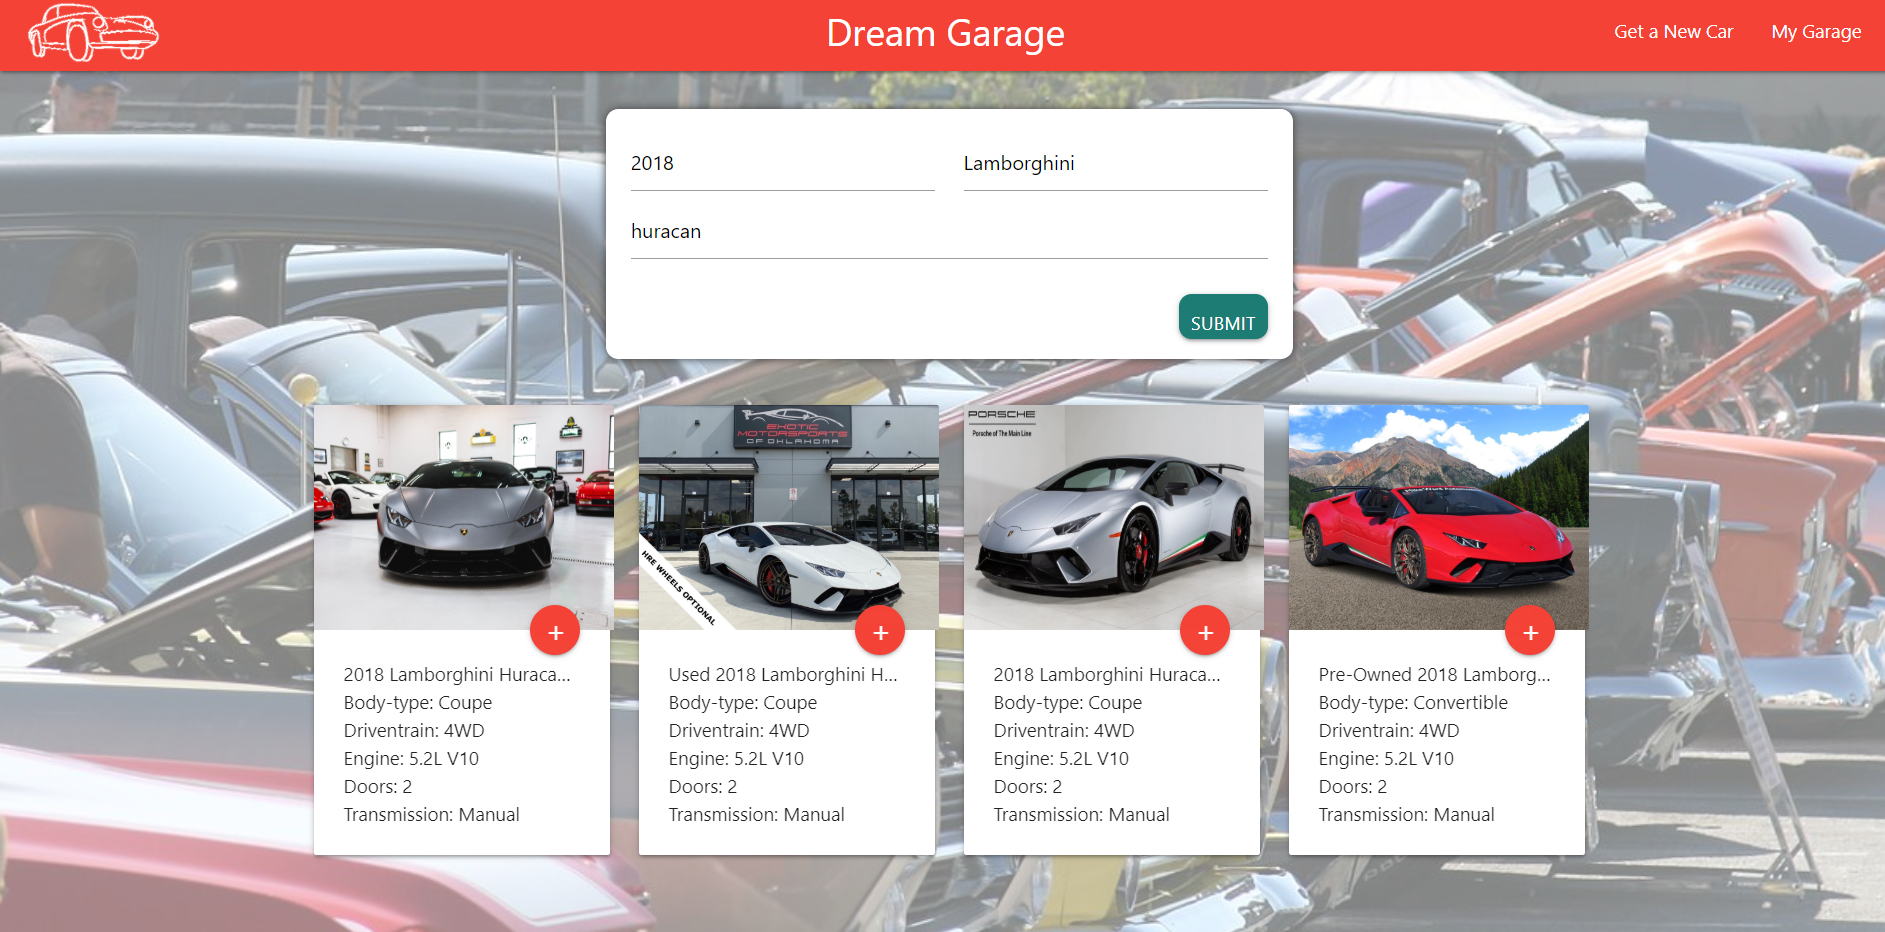 Dream Garage
Get a New Car
My Garage
2018
Lamborghini
huracan
SUBMIT
EXOTIC
MOTORSPORTS
OF OKLAHOMA
HRE WHEELS OPTIONAL
PORSCHE
Porsche of The Main Line
+
+
+
+
2018 Lamborghini Huraca...
Body-type: Coupe
Driventrain: 4WD
Engine: 5.2L V10
Doors: 2
Transmission: Manual
Used 2018 Lamborghini H...
Body-type: Coupe
Driventrain: 4WD
Engine: 5.2L V10
Doors: 2
Transmission: Manual
2018 Lamborghini Huraca...
Body-type: Coupe
Driventrain: 4WD
Engine: 5.2L V10
Doors: 2
Transmission: Manual
Pre-Owned 2018 Lamborg...
Body-type: Convertible
Driventrain: 4WD
Engine: 5.2L V10
Doors: 2
Transmission: Manual